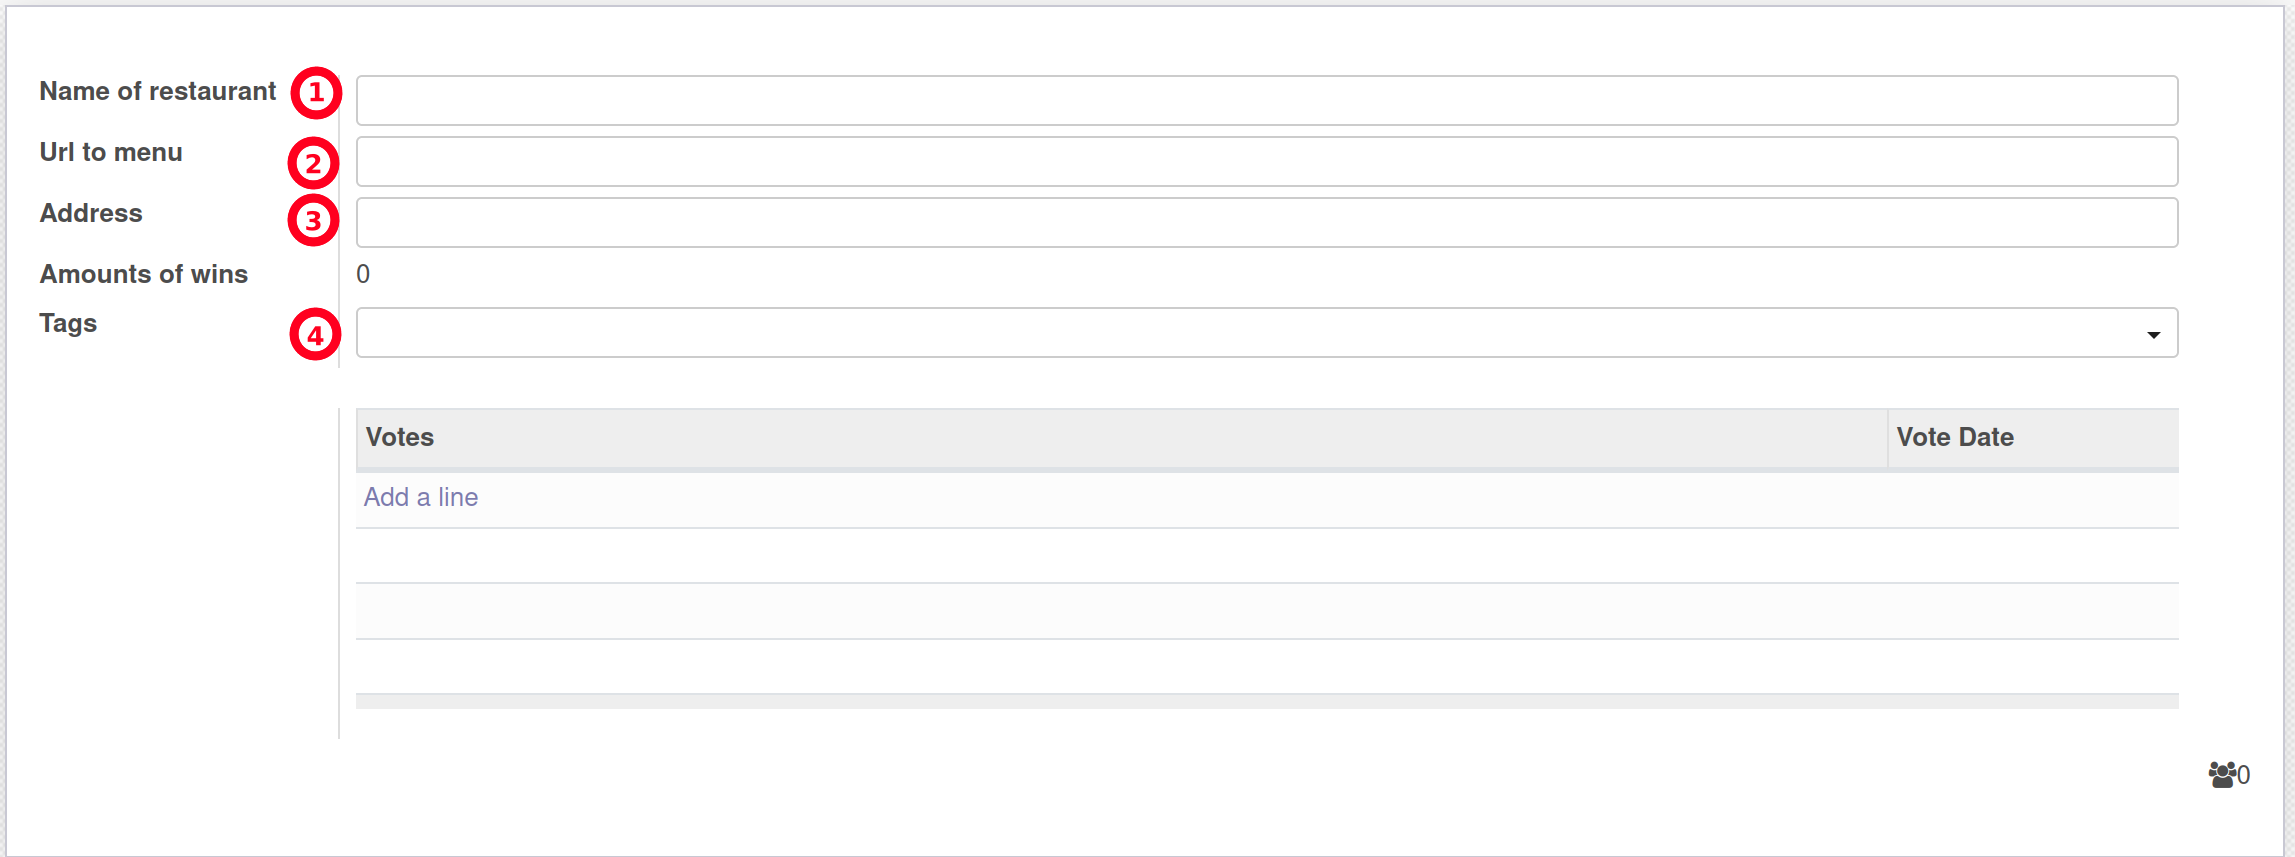 Name of restaurant 1
Url to menu 2
Address 3
Amounts of wins 0
Tags 4
Votes Vote Date
Add a line
0